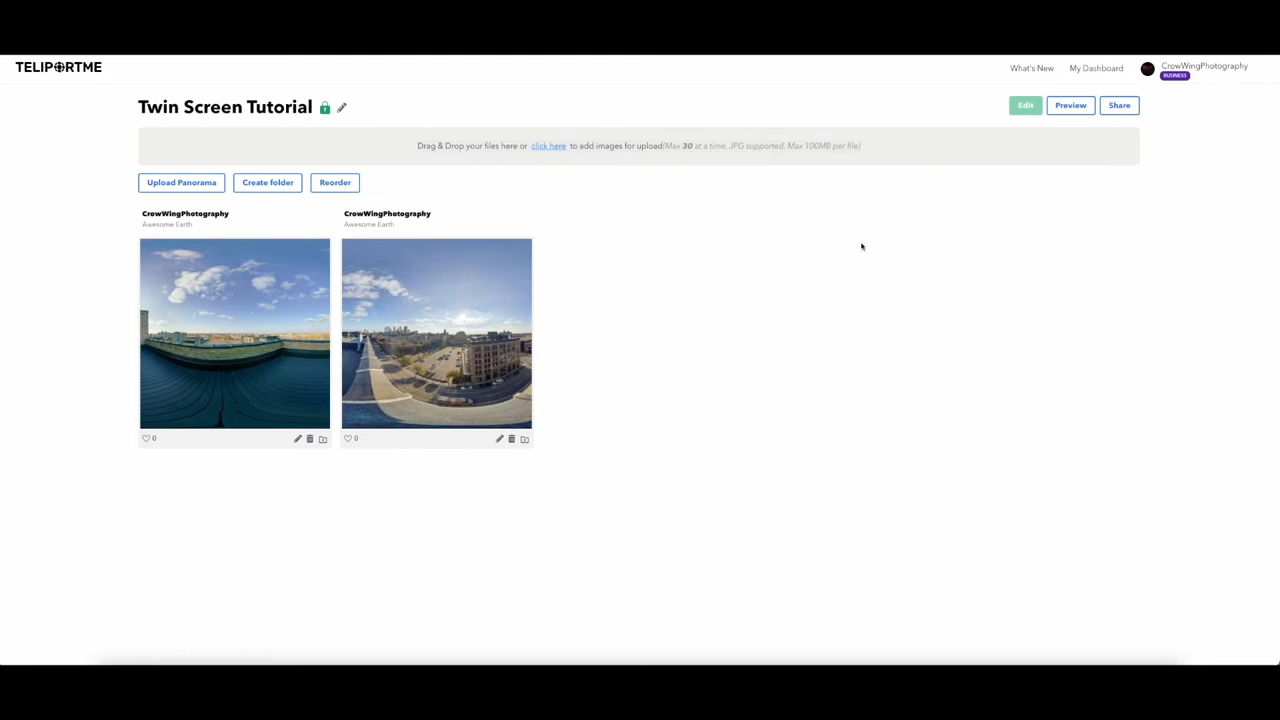 TELIPORTME
What's New
My Dashboard
CrowWingPhotography
BUSINESS
Twin Screen Tutorial
Edit
Preview
Share
Drag & Drop your files here or click here to add images for upload(Max 30 at a time, JPG supported, Max 100MB per file)
Upload Panorama
Create folder
Reorder
CrowWingPhotography
Awesome Earth
0
CrowWingPhotography
Awesome Earth
0